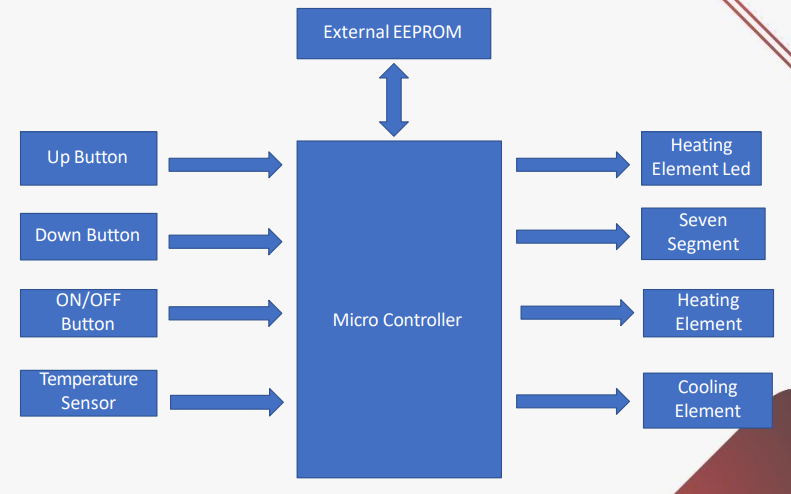 External EEPROM
Up Button
Down Button
ON/OFF
Button
Temperature
Sensor
Micro Controller
Heating
Element Led
Seven
Segment
Heating
Element
Cooling
Element